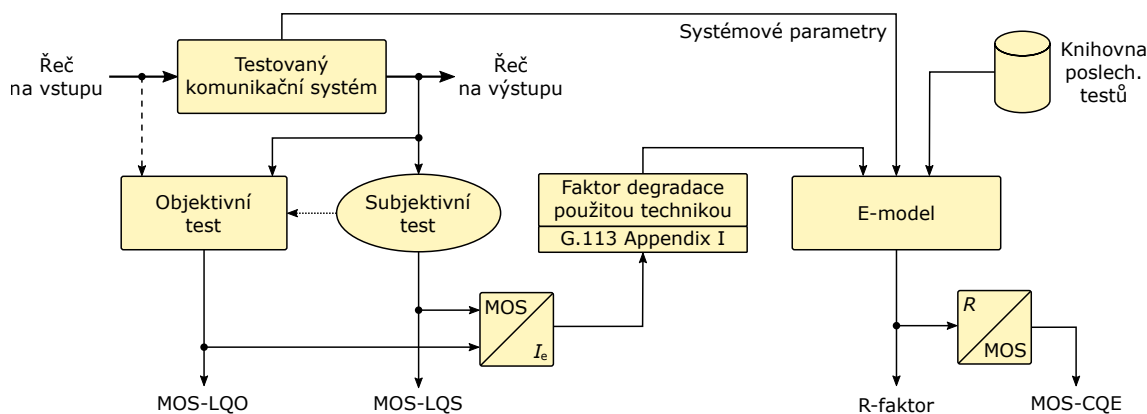 Systémové parametry
Řeč
na vstupu
Testovaný
komunikační systém
Řeč
na výstupu
Knihovna
poslech.
testů
Objektivní
test
Subjektivní
test
Faktor degradace
použitou technikou
G.113 Appendix I
E-model
MOS
Ie
R
MOS
MOS-LQO
MOS-LQS
R-faktor
MOS-CQE